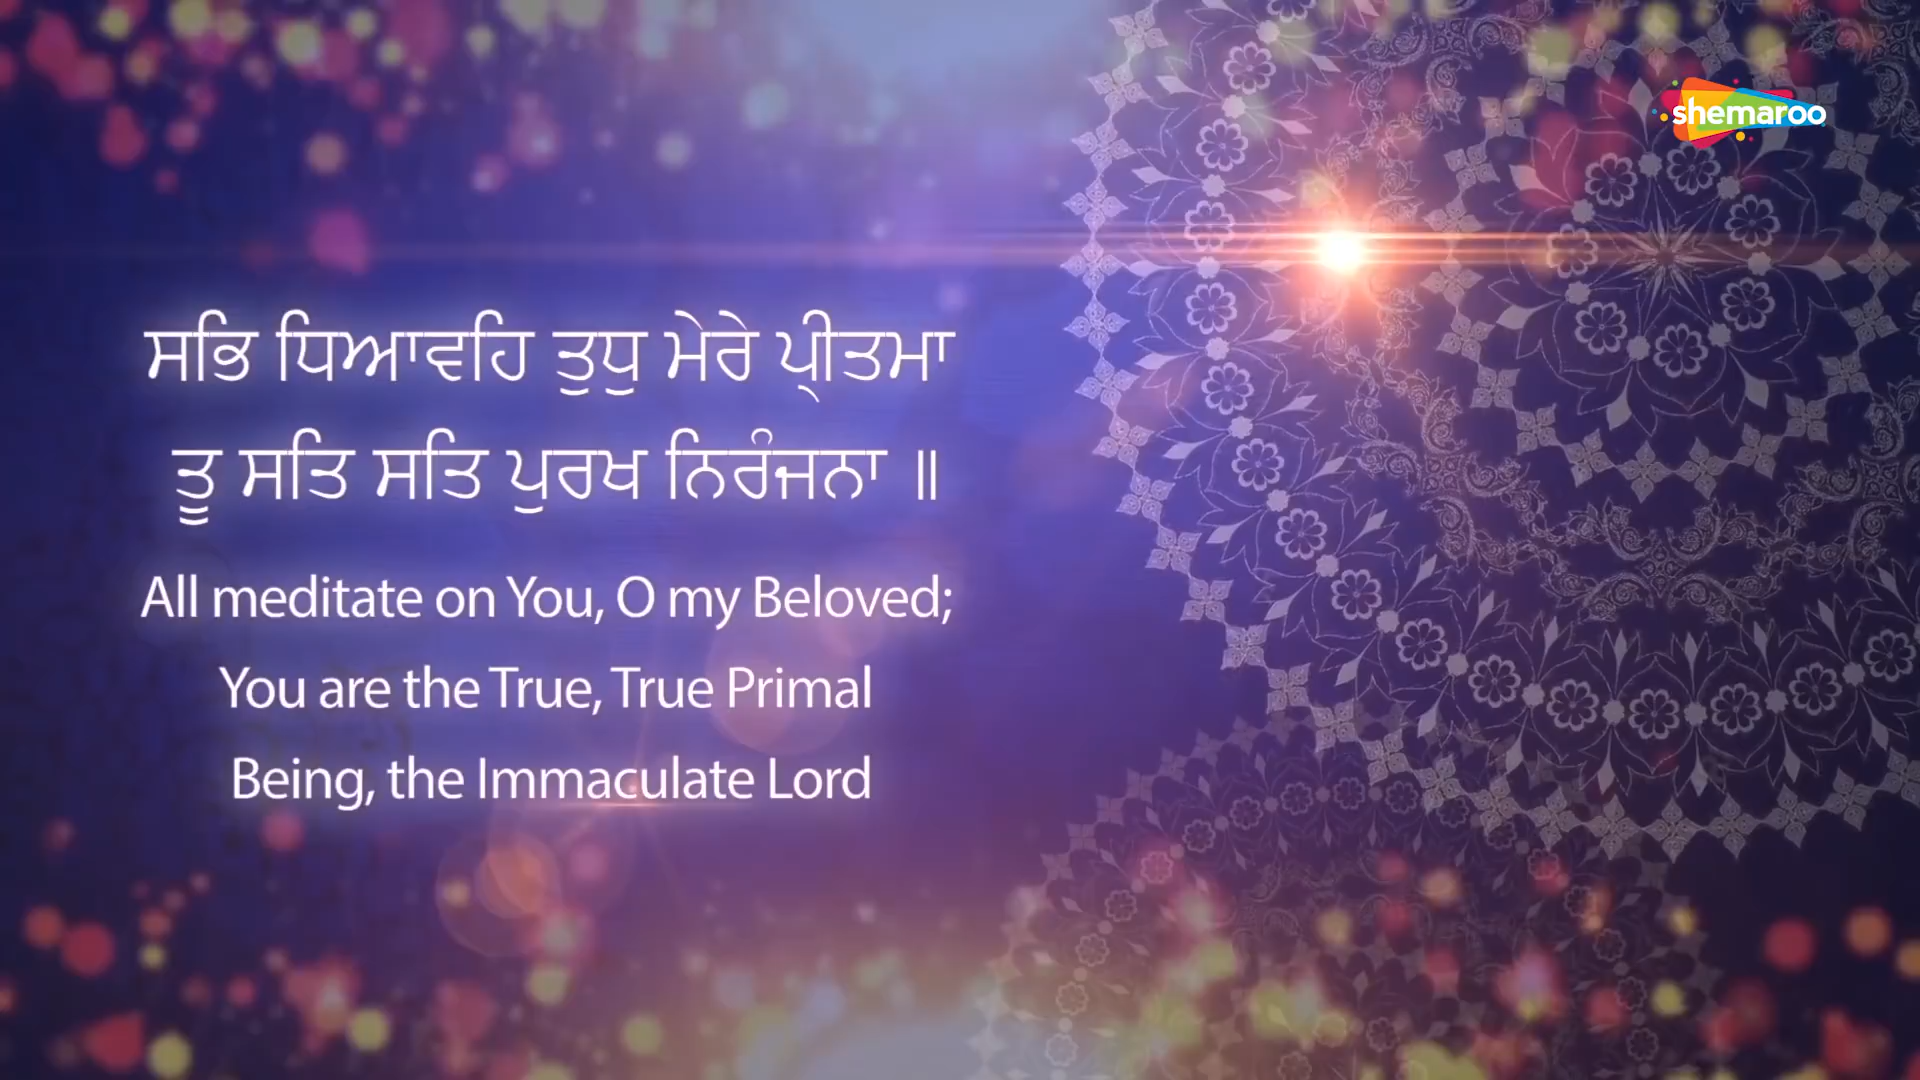 shemaroo
ਸਭਿ ਧਿਆਵਹਿ ਤੁਧੁ ਮੇਰੇ ਪ੍ਰੀਤਮਾ
ਤੂ ਸਤਿ ਸਤਿ ਪੁਰਖ ਨਿਰੰਜਨਾ ॥
All meditate on You, O my Beloved;
You are the True, True Primal
Being, the Immaculate Lord